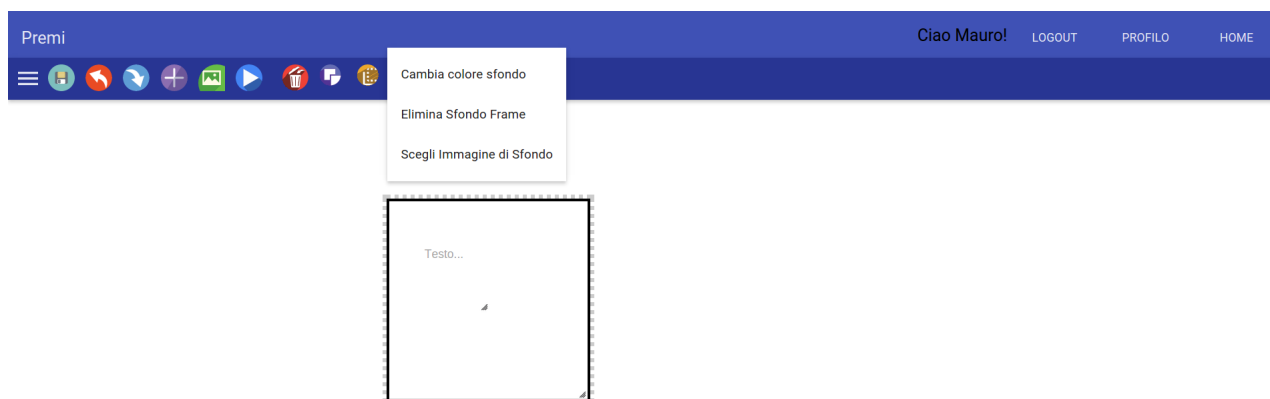 Premi
Ciao Mauro! LOGOUT PROFILO HOME
Cambia colore sfondo
Elimina Sfondo Frame
Scegli Immagine di Sfondo
Testo...